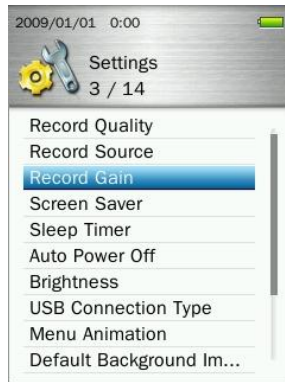 2009/01/01 0:00
Settings
3 / 14
Record Quality
Record Source
Record Gain
Screen Saver
Sleep Timer
Auto Power Off
Brightness
USB Connection Type
Menu Animation
Default Background Im...